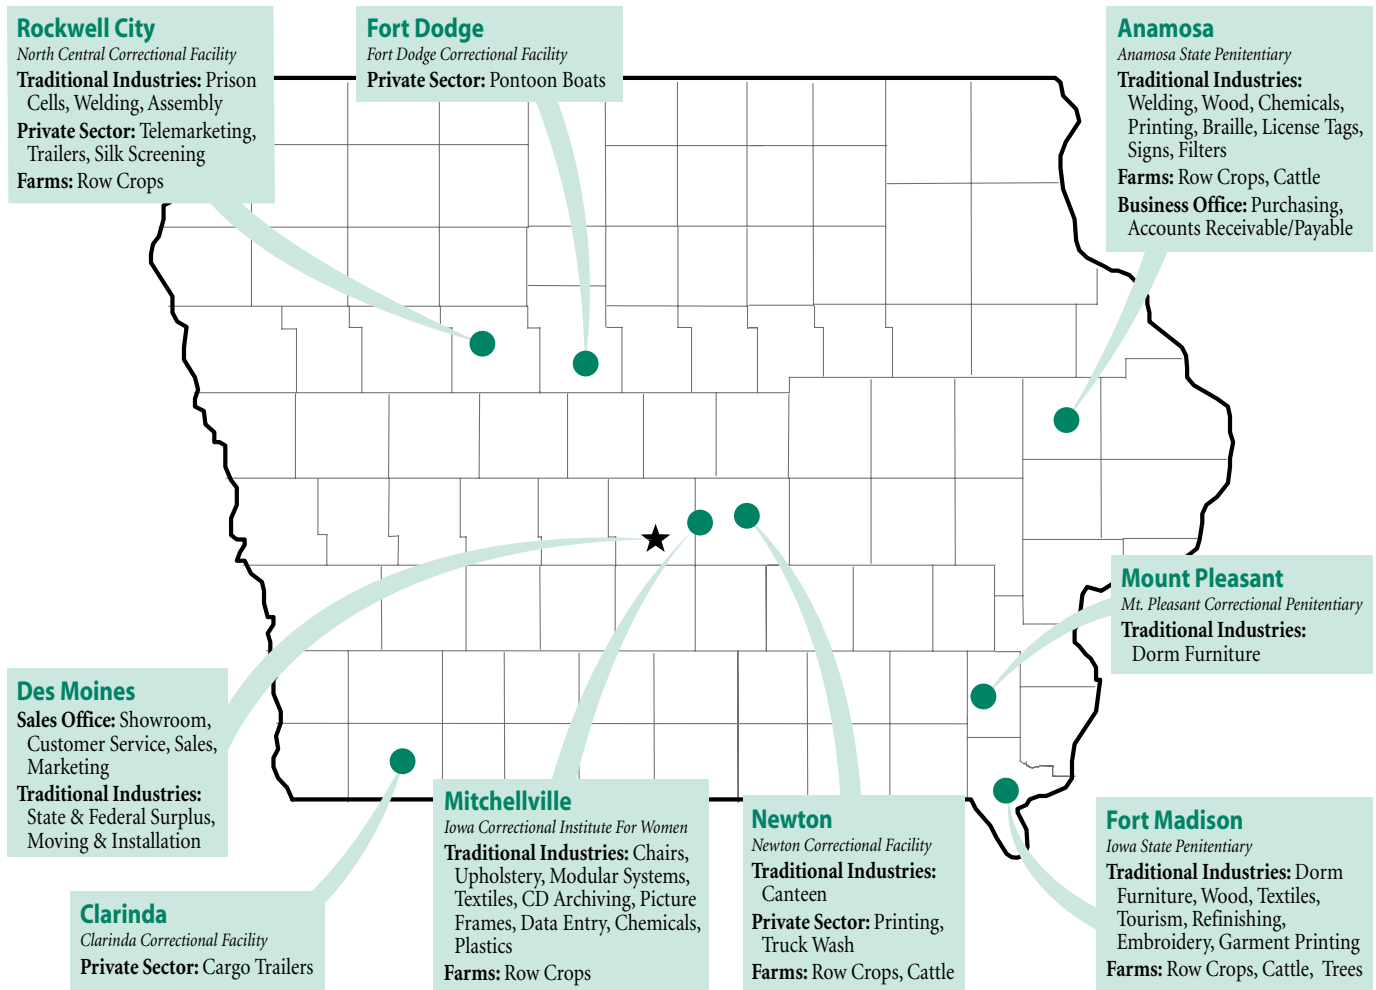 Rockwell City
North Central Correctional Facility
Traditional Industries: Prison
Cells, Welding, Assembly
Private Sector: Telemarketing,
Trailers, Silk Screening
Farms: Row Crops
Fort Dodge
Fort Dodge Correctional Facility
Private Sector: Pontoon Boats
Anamosa
Anamosa State Penitentiary
Traditional Industries:
Welding, Wood, Chemicals,
Printing, Braille, License Tags,
Signs, Filters
Farms: Row Crops, Cattle
Business Office: Purchasing,
Accounts Receivable/Payable
Mount Pleasant
Mt. Pleasant Correctional Penitentiary
Traditional Industries:
Dorm Furniture
Des Moines
Sales Office: Showroom,
Customer Service, Sales,
Marketing
Traditional Industries:
State & Federal Surplus,
Moving & Installation
Clarinda
Clarinda Correctional Facility
Private Sector: Cargo Trailers
Mitchellville
Iowa Correctional Institute For Women
Traditional Industries: Chairs,
Upholstery, Modular Systems,
Textiles, CD Archiving, Picture
Frames, Data Entry, Chemicals,
Plastics
Farms: Row Crops
Newton
Newton Correctional Facility
Traditional Industries:
Canteen
Private Sector: Printing,
Truck Wash
Farms: Row Crops, Cattle
Fort Madison
Iowa State Penitentiary
Traditional Industries: Dorm
Furniture, Wood, Textiles,
Tourism, Refinishing,
Embroidery, Garment Printing
Farms: Row Crops, Cattle, Trees